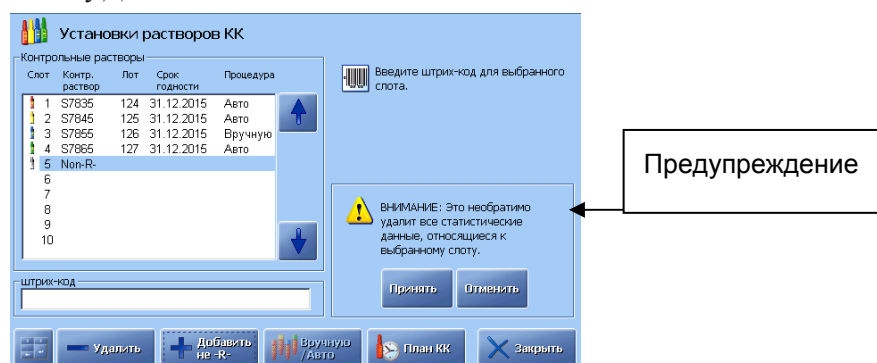 Установки растворов КК
Контрольные растворы
Слот Контр. раствор Лот Срок годности Процедура
1 S7835 124 31.12.2015 Авто
2 S7845 125 31.12.2015 Авто
3 S7855 126 31.12.2015 Вручную
4 S7865 127 31.12.2015 Авто
5 Non-R-
6
7
8
9
10
Введите штрих-код для выбранного
слота.
ВНИМАНИЕ: Это необратимо
удалит все статистические
данные, относящиеся к
выбранному слоту.
Принять Отменить
Предупреждение
штрих-код
Удалить
Добавить
не -R-
Вручную
/Авто
План КК
Закрыть